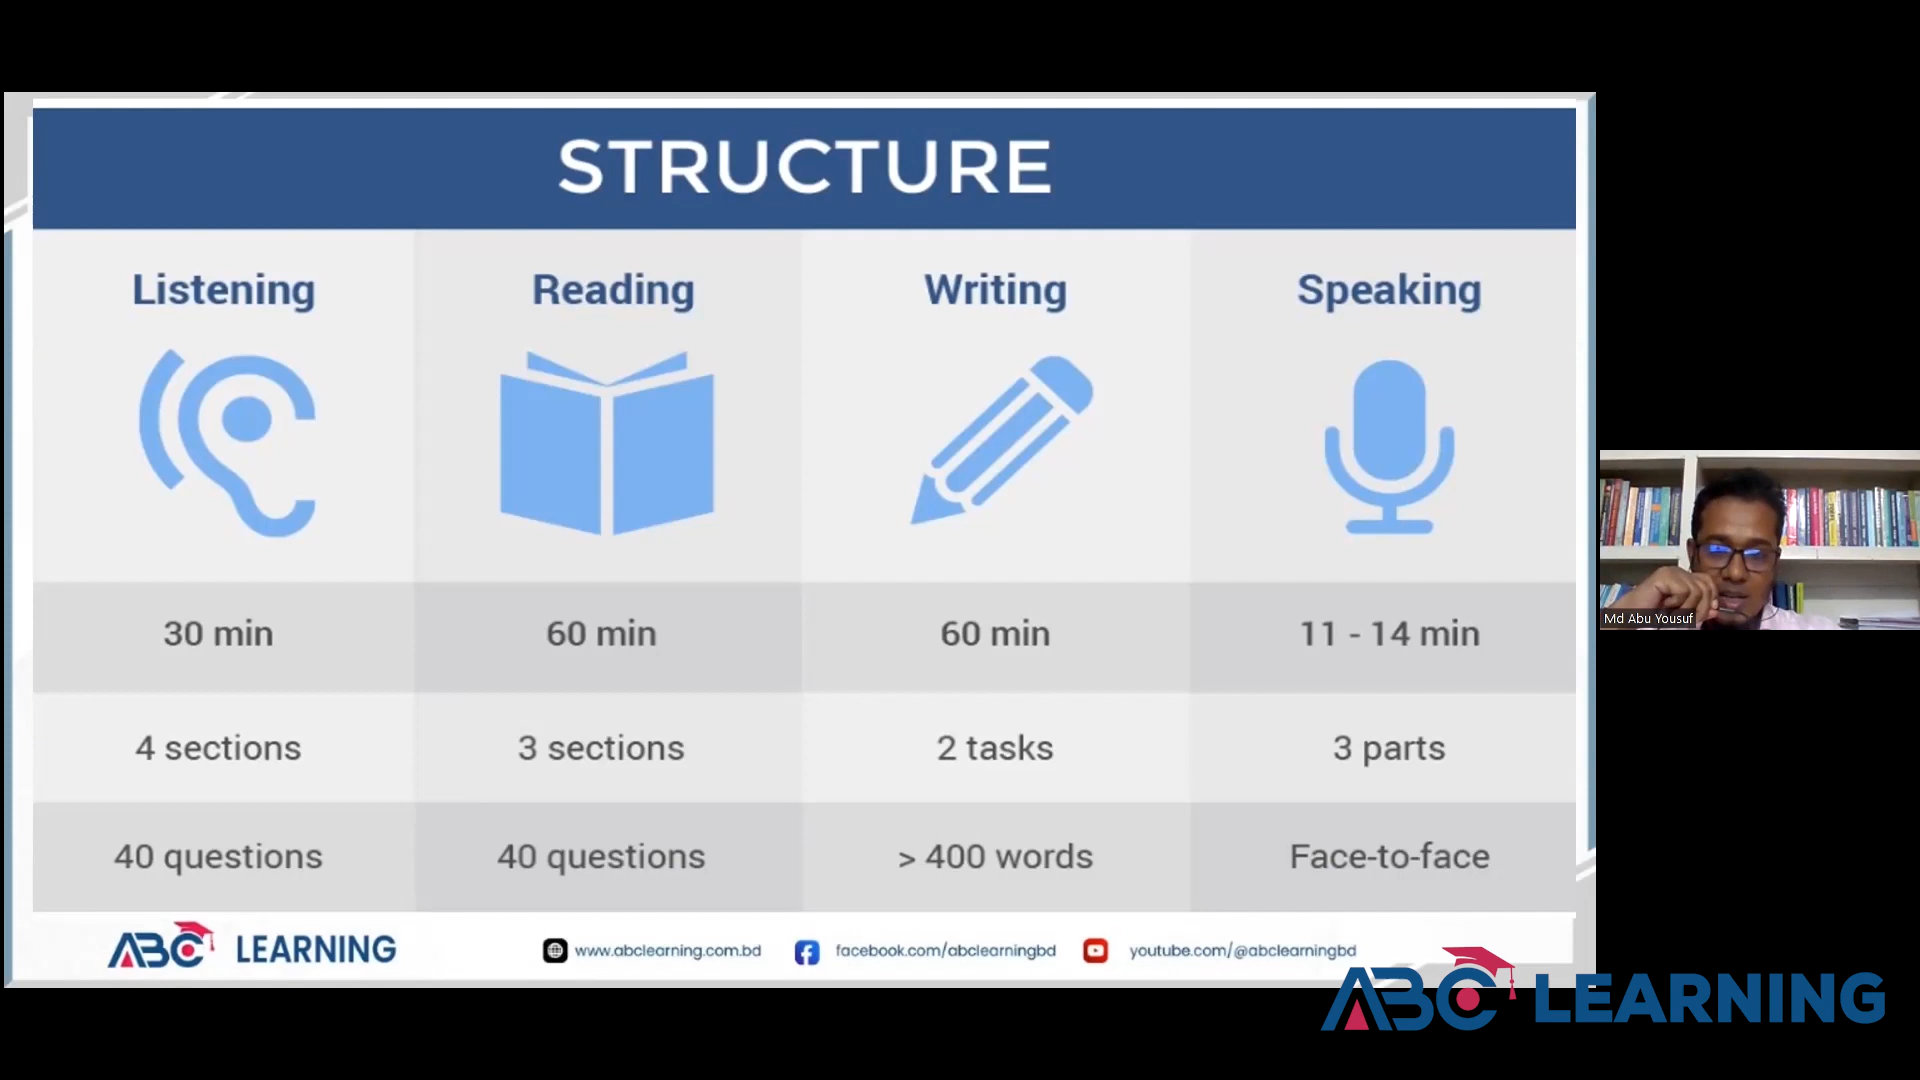 STRUCTURE
Listening Reading Writing Speaking
30 min 60 min 60 min 11 - 14 min
4 sections 3 sections 2 tasks 3 parts
40 questions 40 questions > 400 words Face-to-face
Md Abu Yousuf
ABC LEARNING www.abclearning.com.bd facebook.com/abclearningbd youtube.com/@abclearningbd
ABC LEARNING